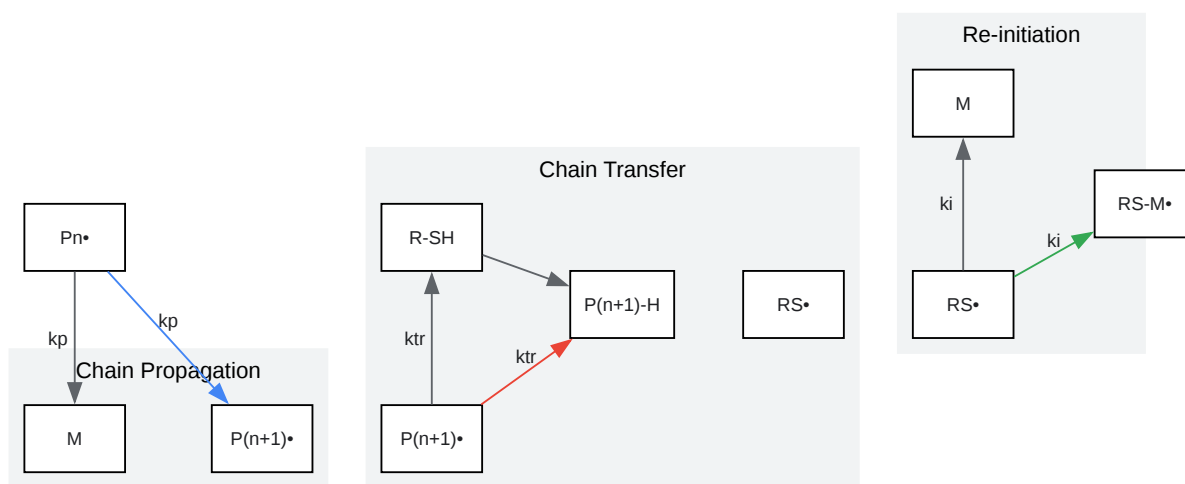 Re-initiation
M
Chain Transfer
RS-M•
Pn•
R-SH
ki
ki
P(n+1)-H
RS•
RS•
kp
kp
ktr
ktr
Chain Propagation
M
P(n+1)•
P(n+1)•